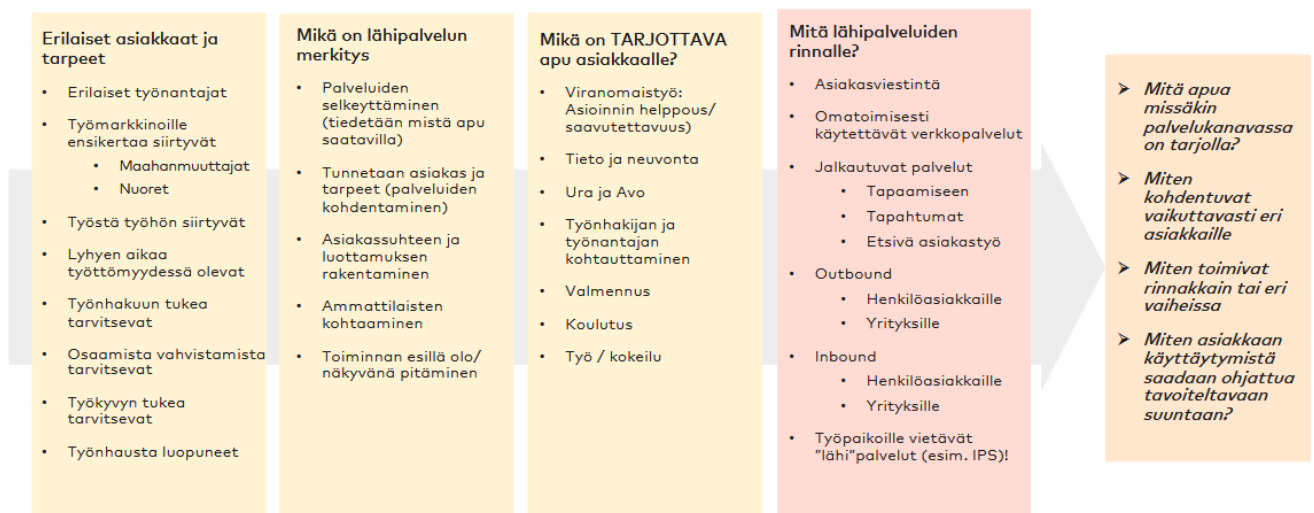 Erilaiset asiakkaat ja
tarpeet
• Erilaiset työnantajat
• Työmarkkinoille
ensikertaa siirtyvät
• Maahanmuuttajat
• Nuoret
• Työstä työhön siirtyvät
• Lyhyen aikaa
työttömyydessä olevat
• Työnhakuun tukea
tarvitsevat
• Osaamista vahvistamista
tarvitsevat
• Työkyvyn tukea
tarvitsevat
• Työnhausta luopuneet
Mikä on lähipalvelun
merkitys
• Palveluiden
selkeyttäminen
(tiedetään mistä apu
saatavilla)
• Tunnetaan asiakas ja
tarpeet (palveluiden
kohdentaminen)
• Asiakassuhteen ja
luottamuksen
rakentaminen
• Ammattilaisten
kohtaaminen
• Toiminnan esillä olo/
näkyvänä pitäminen
Mikä on TARJOTTAVA
apu asiakkaalle?
• Viranomaistyö:
Asioinnin helppous/
saavutettavuus)
• Tieto ja neuvonta
• Ura ja Avo
• Työnhakijan ja
työnantajan
kohtauttaminen
• Valmennus
• Koulutus
• Työ / kokeilu
Mitä lähipalveluiden
rinnalle?
• Asiakasviestintä
• Omatoimisesti
käytettävät verkkopalvelut
• Jalkautuvat palvelut
• Tapaamiseen
• Tapahtumat
• Etsivä asiakastyö
• Outbound
• Henkilöasiakkaille
• Yrityksille
• Inbound
• Henkilöasiakkaille
• Yrityksille
• Työpaikoille vietävät
”lähi”palvelut (esim. IPS)!
➢ Mitä apua
missäkin
palvelukanavassa
on tarjolla?
➢ Miten
kohdentuvat
vaikuttavasti eri
asiakkaille
➢ Miten toimivat
rinnakkain tai eri
vaiheissa
➢ Miten asiakkaan
käyttäytymistä
saadaan ohjattua
tavoiteltavaan
suuntaan?